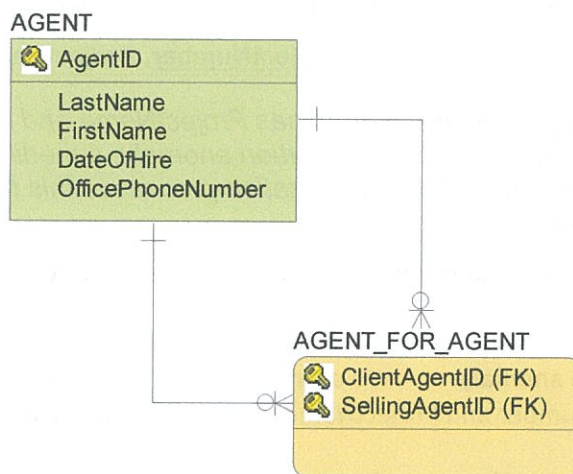 AGENT
AgentID
LastName
FirstName
DateOfHire
OfficePhoneNumber
AGENT_FOR_AGENT
ClientAgentID (FK)
SellingAgentID (FK)